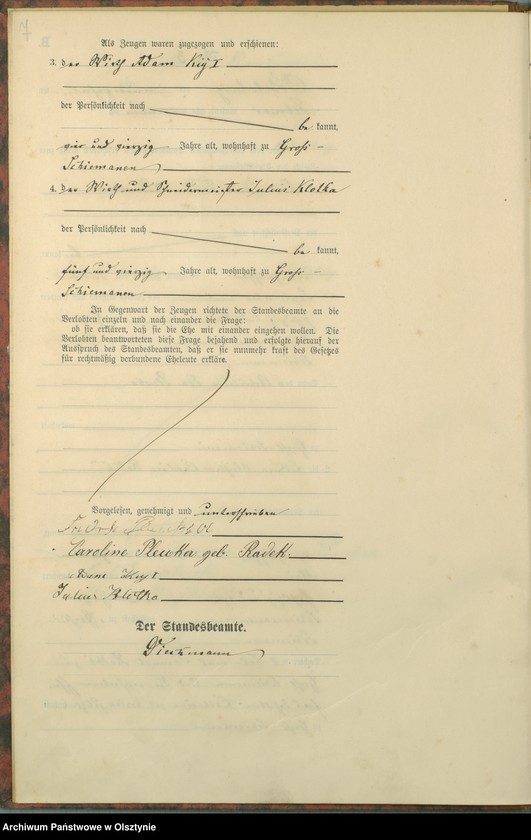 7
Als Zeugen waren zugezogen und erschienen:
3. der Wirth Adam Kij I
der Persönlichkeit nach
be kannt,
vier und vierzig Jahre alt, wohnhaft zu Groß-
Schiemanen
4. der Wirth und Schneidermeister Julius Klotka
der Persönlichkeit nach
be kannt,
fünf und vierzig Jahre alt, wohnhaft zu Groß-
Schiemanen
In Gegenwart der Zeugen richtete der Standesbeamte an die
Verlobten einzeln und nach einander die Frage:
ob sie erklären, daß sie die Ehe mit einander eingehen wollen. Die
Verlobten beantworteten diese Frage bejahend und erfolgte hierauf der
Ausspruch des Standesbeamten, daß er sie nunmehr kraft des Gesetzes
für rechtmäßig verbundene Eheleute erkläre.
Vorgelesen, genehmigt und unterschrieben
Caroline Plewka geb. Radek
Adam
Julius Klotka
Der Standesbeamte.
Dieckmann
Archiwum Państwowe w Olsztynie